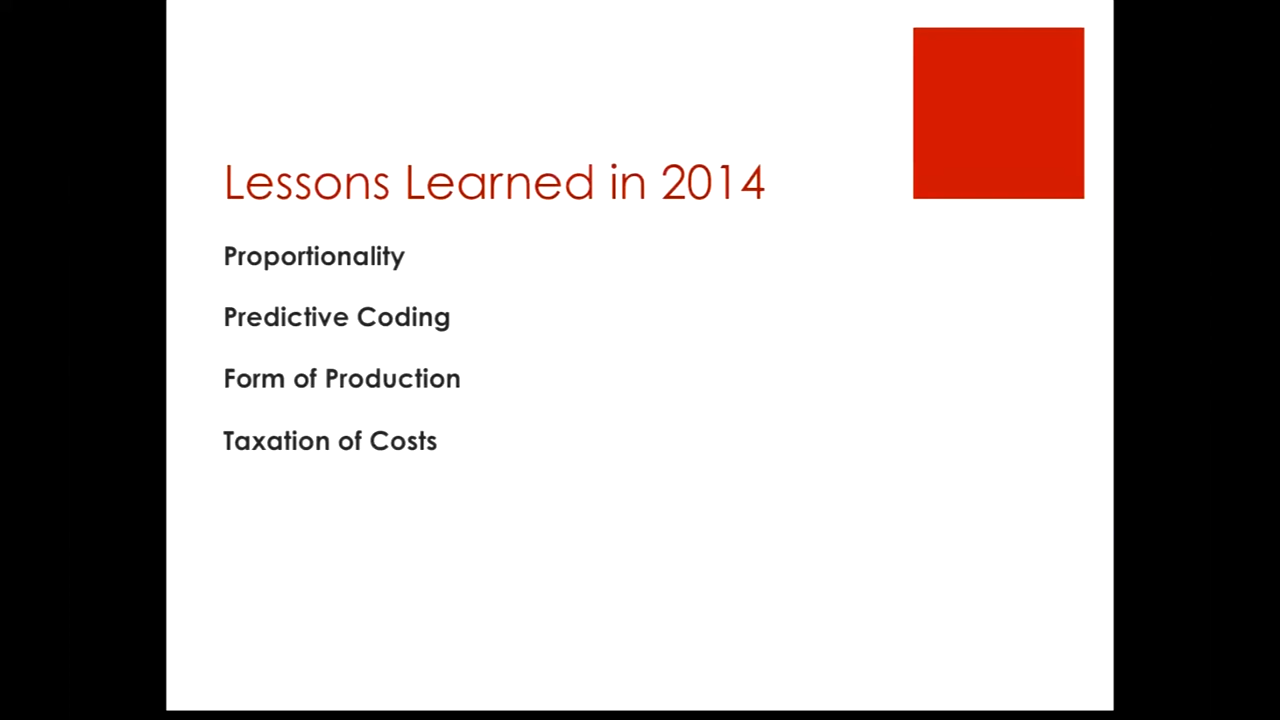 Lessons Learned in 2014
Proportionality
Predictive Coding
Form of Production
Taxation of Costs